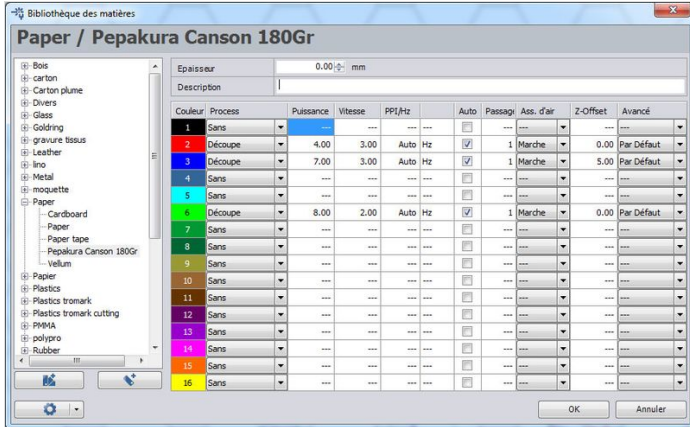 Bibliothèque des matières
Paper / Pepakura Canson 180Gr
Bois
carton
Carton plume
Divers
Glass
Goldring
gravure tissus
Leather
lino
Metal
moquette
Paper
Cardboard
Paper
Paper tape
Pepakura Canson 180Gr
Vellum
Papier
Plastics
Plastics tromark
Plastics tromark cutting
PMMA
polypro
Rubber
Epaisseur 0.00 mm
Description
Couleur Process Puissance Vitesse PPI/Hz Auto Passage Ass. d'air Z-Offset Avancé
1 Sans --- --- --- --- --- --- --- ---
2 Découpe 4.00 3.00 Auto Hz 1 Marche 0.00 Par Défaut
3 Découpe 7.00 3.00 Auto Hz 1 Marche 5.00 Par Défaut
4 Sans --- --- --- --- --- --- --- ---
5 Sans --- --- --- --- --- --- --- ---
6 Découpe 8.00 2.00 Auto Hz 1 Marche 0.00 Par Défaut
7 Sans --- --- --- --- --- --- --- ---
8 Sans --- --- --- --- --- --- --- ---
9 Sans --- --- --- --- --- --- --- ---
10 Sans --- --- --- --- --- --- --- ---
11 Sans --- --- --- --- --- --- --- ---
12 Sans --- --- --- --- --- --- --- ---
13 Sans --- --- --- --- --- --- --- ---
14 Sans --- --- --- --- --- --- --- ---
15 Sans --- --- --- --- --- --- --- ---
16 Sans --- --- --- --- --- --- --- ---
OK Annuler